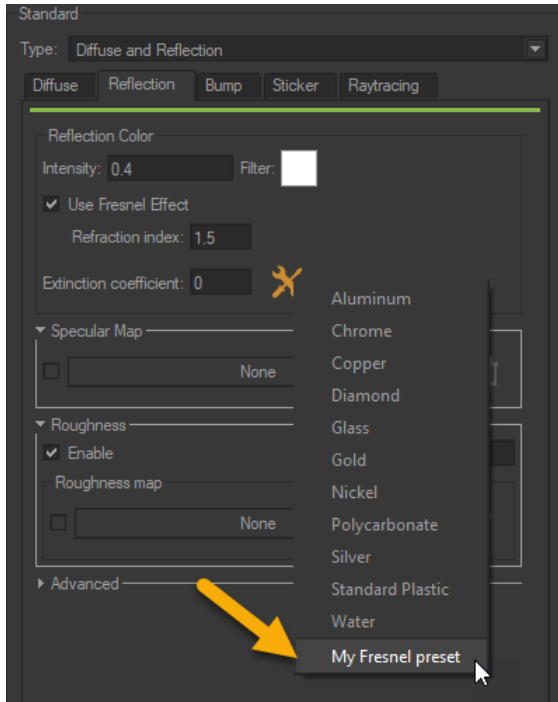 Standard
Type: Diffuse and Reflection
Diffuse Reflection Bump Sticker Raytracing
Reflection Color
Intensity: 0.4 Filter:
Use Fresnel Effect
Refraction index: 1.5
Extinction coefficient: 0
Aluminum
Chrome
Copper
Diamond
Glass
Gold
Nickel
Polycarbonate
Silver
Standard Plastic
Water
My Fresnel preset
Specular Map
None
Roughness
Enable
Roughness map
None
Advanced